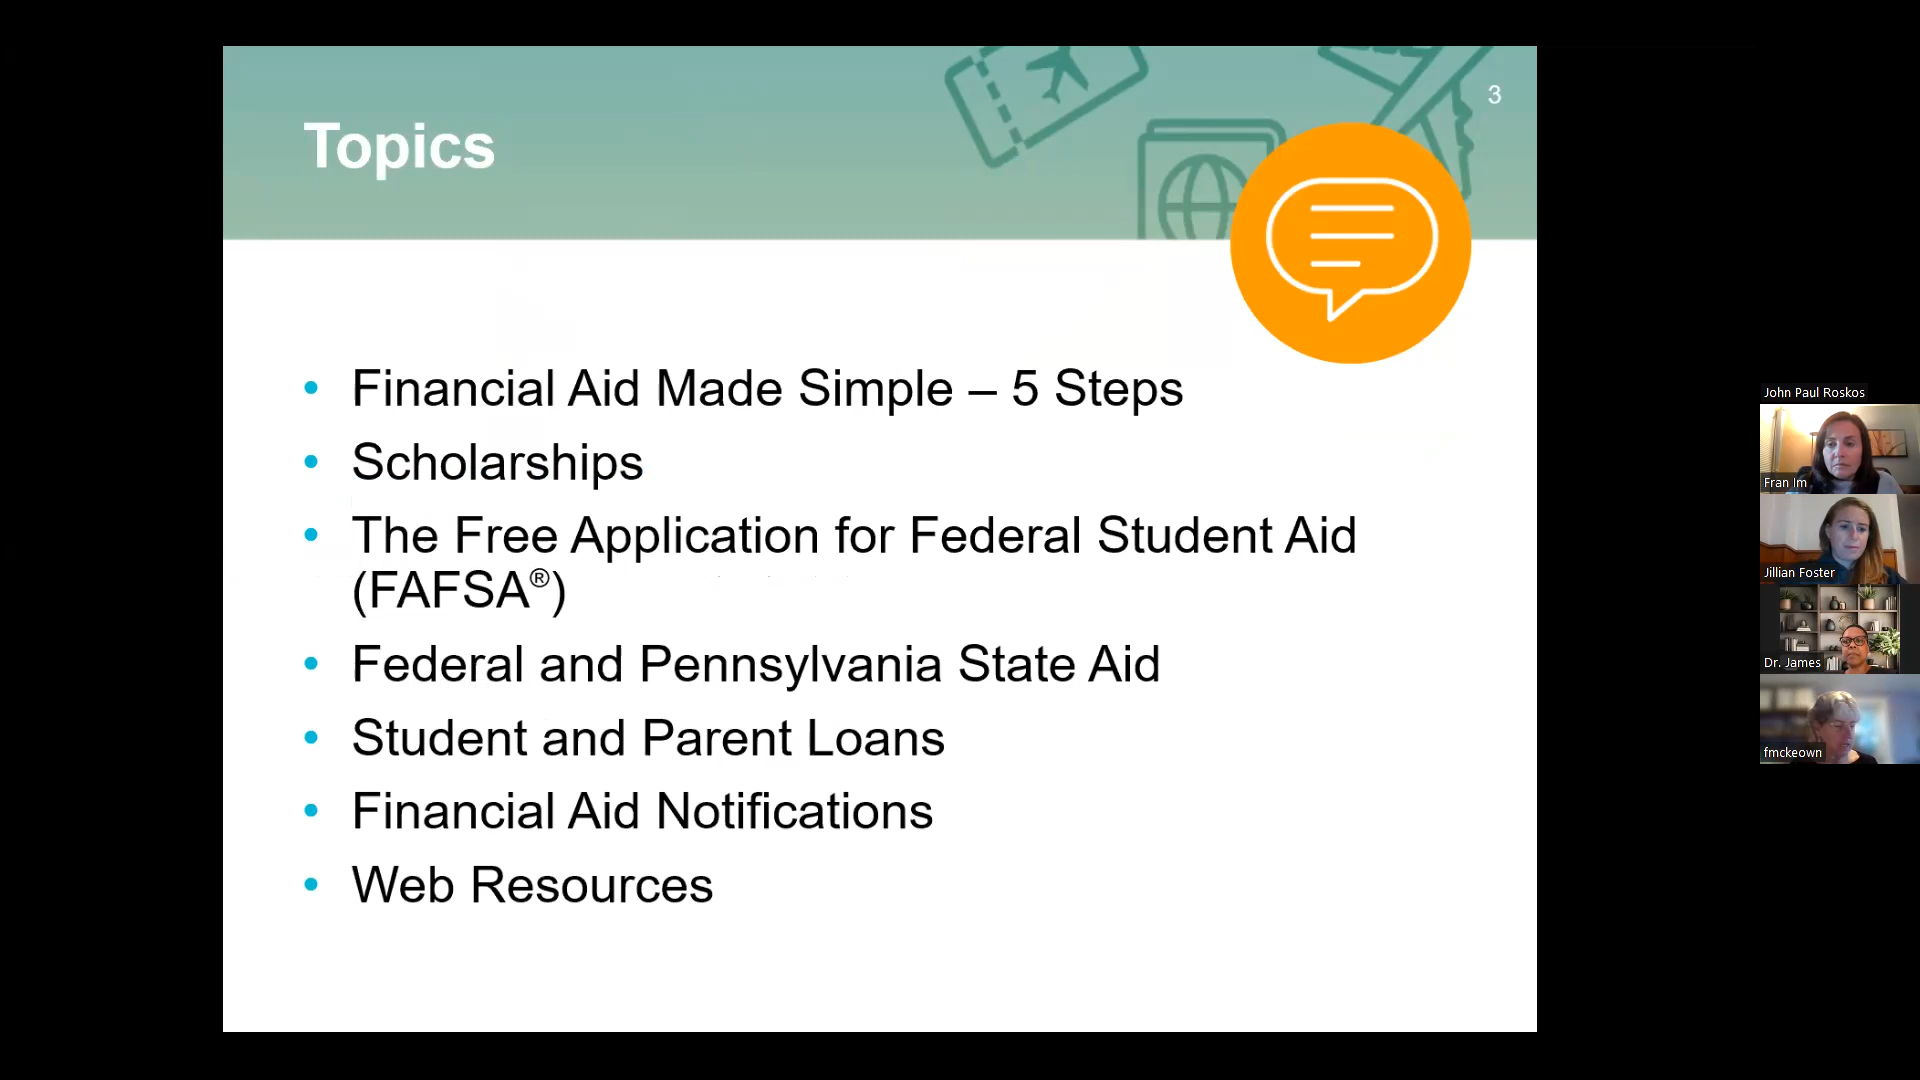 3
Topics
• Financial Aid Made Simple – 5 Steps
• Scholarships
• The Free Application for Federal Student Aid
(FAFSA®)
• Federal and Pennsylvania State Aid
• Student and Parent Loans
• Financial Aid Notifications
• Web Resources
John Paul Roskos
Fran Im
Jillian Foster
Dr. James
fmckeown